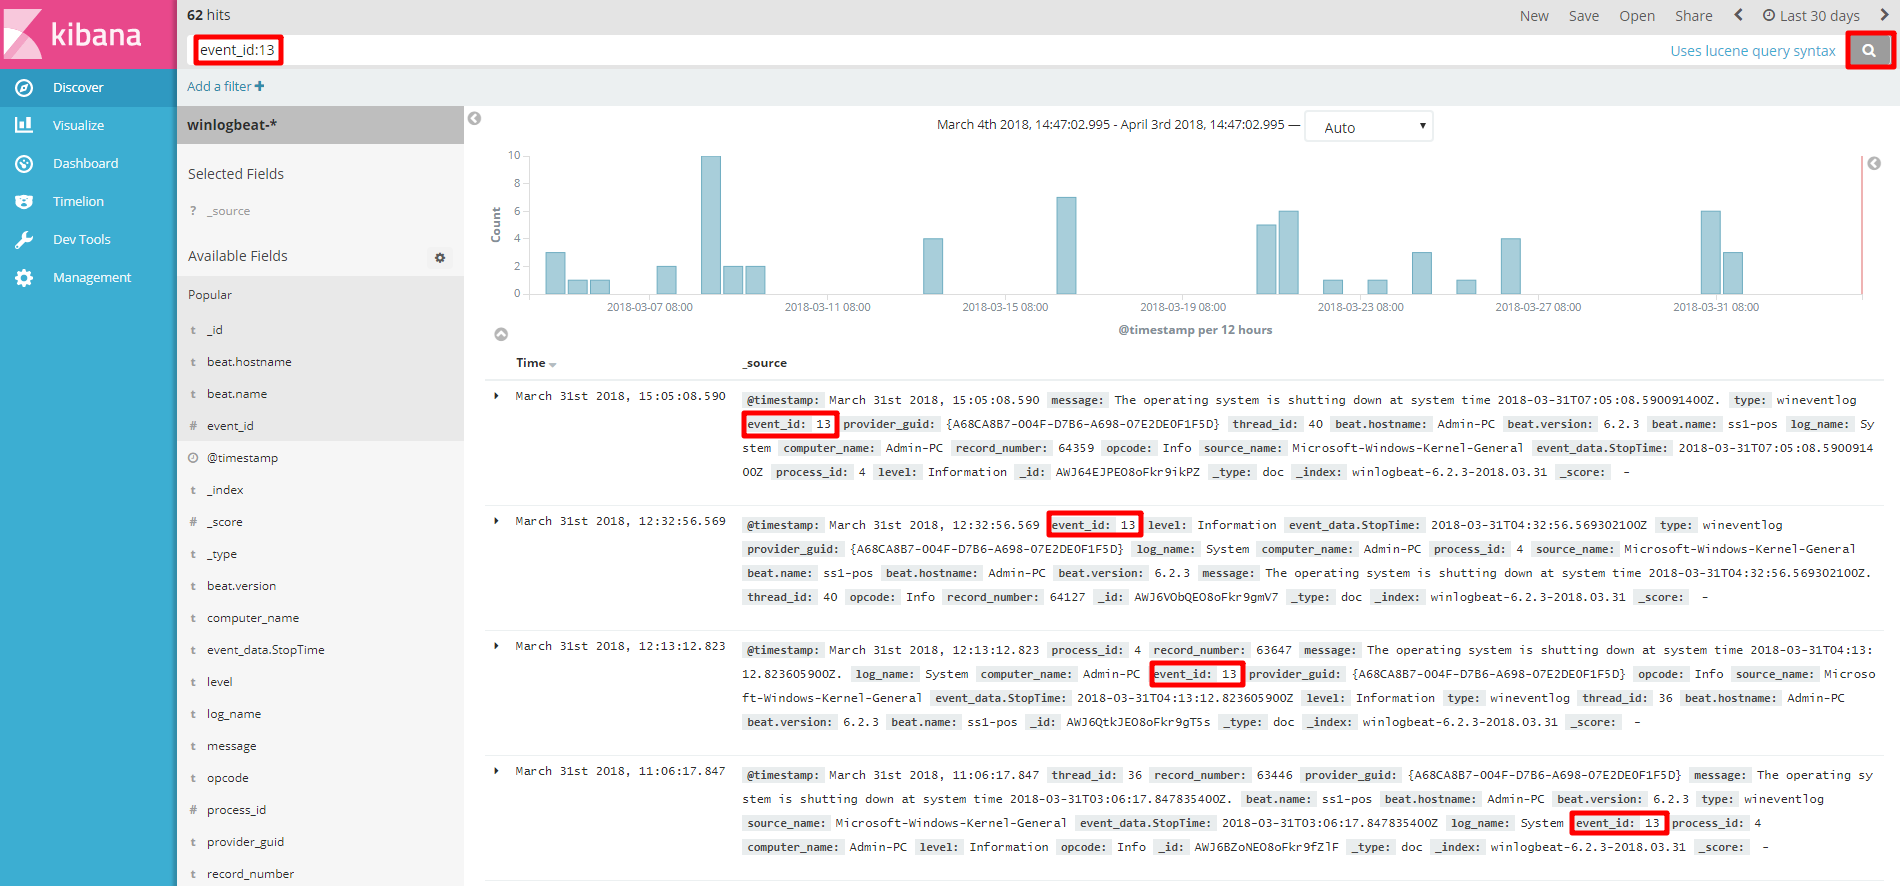 kibana
Discover
Visualize
Dashboard
Timelion
Dev Tools
Management
62 hits
New Save Open Share Last 30 days
event_id:13
Uses lucene query syntax
Add a filter
winlogbeat-*
Selected Fields
? _source
Available Fields
Popular
t _id
t beat.hostname
t beat.name
# event_id
@timestamp
t _index
# _score
t _type
t beat.version
t computer_name
t event_data.StopTime
t level
t log_name
t message
t opcode
# process_id
t provider_guid
t record_number
March 4th 2018, 14:47:02.995 - April 3rd 2018, 14:47:02.995 — Auto
Count
10
8
6
4
2
0
2018-03-07 08:00 2018-03-11 08:00 2018-03-15 08:00 2018-03-19 08:00 2018-03-23 08:00 2018-03-27 08:00 2018-03-31 08:00
@timestamp per 12 hours
Time _source
March 31st 2018, 15:05:08.590
@timestamp: March 31st 2018, 15:05:08.590 message: The operating system is shutting down at system time 2018-03-31T07:05:08.590091400Z. type: wineventlog
event_id: 13 provider_guid: {A68CA8B7-004F-D7B6-A698-07E2DE0F1F5D} thread_id: 40 beat.hostname: Admin-PC beat.version: 6.2.3 beat.name: ss1-pos log_name: Sy
stem computer_name: Admin-PC record_number: 64359 opcode: Info source_name: Microsoft-Windows-Kernel-General event_data.StopTime: 2018-03-31T07:05:08.5900914
00Z process_id: 4 level: Information _id: AWJ64EJPEO8oFkr9ikPZ _type: doc _index: winlogbeat-6.2.3-2018.03.31 _score: -
March 31st 2018, 12:32:56.569
@timestamp: March 31st 2018, 12:32:56.569 event_id: 13 level: Information event_data.StopTime: 2018-03-31T04:32:56.569302100Z type: wineventlog
provider_guid: {A68CA8B7-004F-D7B6-A698-07E2DE0F1F5D} log_name: System computer_name: Admin-PC process_id: 4 source_name: Microsoft-Windows-Kernel-General
beat.name: ss1-pos beat.hostname: Admin-PC beat.version: 6.2.3 message: The operating system is shutting down at system time 2018-03-31T04:32:56.569302100Z.
thread_id: 40 opcode: Info record_number: 64127 _id: AWJ6VObQEO8oFkr9gmV7 _type: doc _index: winlogbeat-6.2.3-2018.03.31 _score: -
March 31st 2018, 12:13:12.823
@timestamp: March 31st 2018, 12:13:12.823 process_id: 4 record_number: 63647 message: The operating system is shutting down at system time 2018-03-31T04:13:
12.823605900Z. log_name: System computer_name: Admin-PC event_id: 13 provider_guid: {A68CA8B7-004F-D7B6-A698-07E2DE0F1F5D} opcode: Info source_name: Microso
ft-Windows-Kernel-General event_data.StopTime: 2018-03-31T04:13:12.823605900Z level: Information type: wineventlog thread_id: 36 beat.hostname: Admin-PC
beat.version: 6.2.3 beat.name: ss1-pos _id: AWJ6QtkJEO8oFkr9gT5s _type: doc _index: winlogbeat-6.2.3-2018.03.31 _score: -
March 31st 2018, 11:06:17.847
@timestamp: March 31st 2018, 11:06:17.847 thread_id: 36 record_number: 63446 provider_guid: {A68CA8B7-004F-D7B6-A698-07E2DE0F1F5D} message: The operating sy
stem is shutting down at system time 2018-03-31T03:06:17.847835400Z. beat.name: ss1-pos beat.hostname: Admin-PC beat.version: 6.2.3 type: wineventlog
source_name: Microsoft-Windows-Kernel-General event_data.StopTime: 2018-03-31T03:06:17.847835400Z log_name: System event_id: 13 process_id: 4
computer_name: Admin-PC level: Information opcode: Info _id: AWJ6BZoNEO8oFkr9fZlF _type: doc _index: winlogbeat-6.2.3-2018.03.31 _score: -